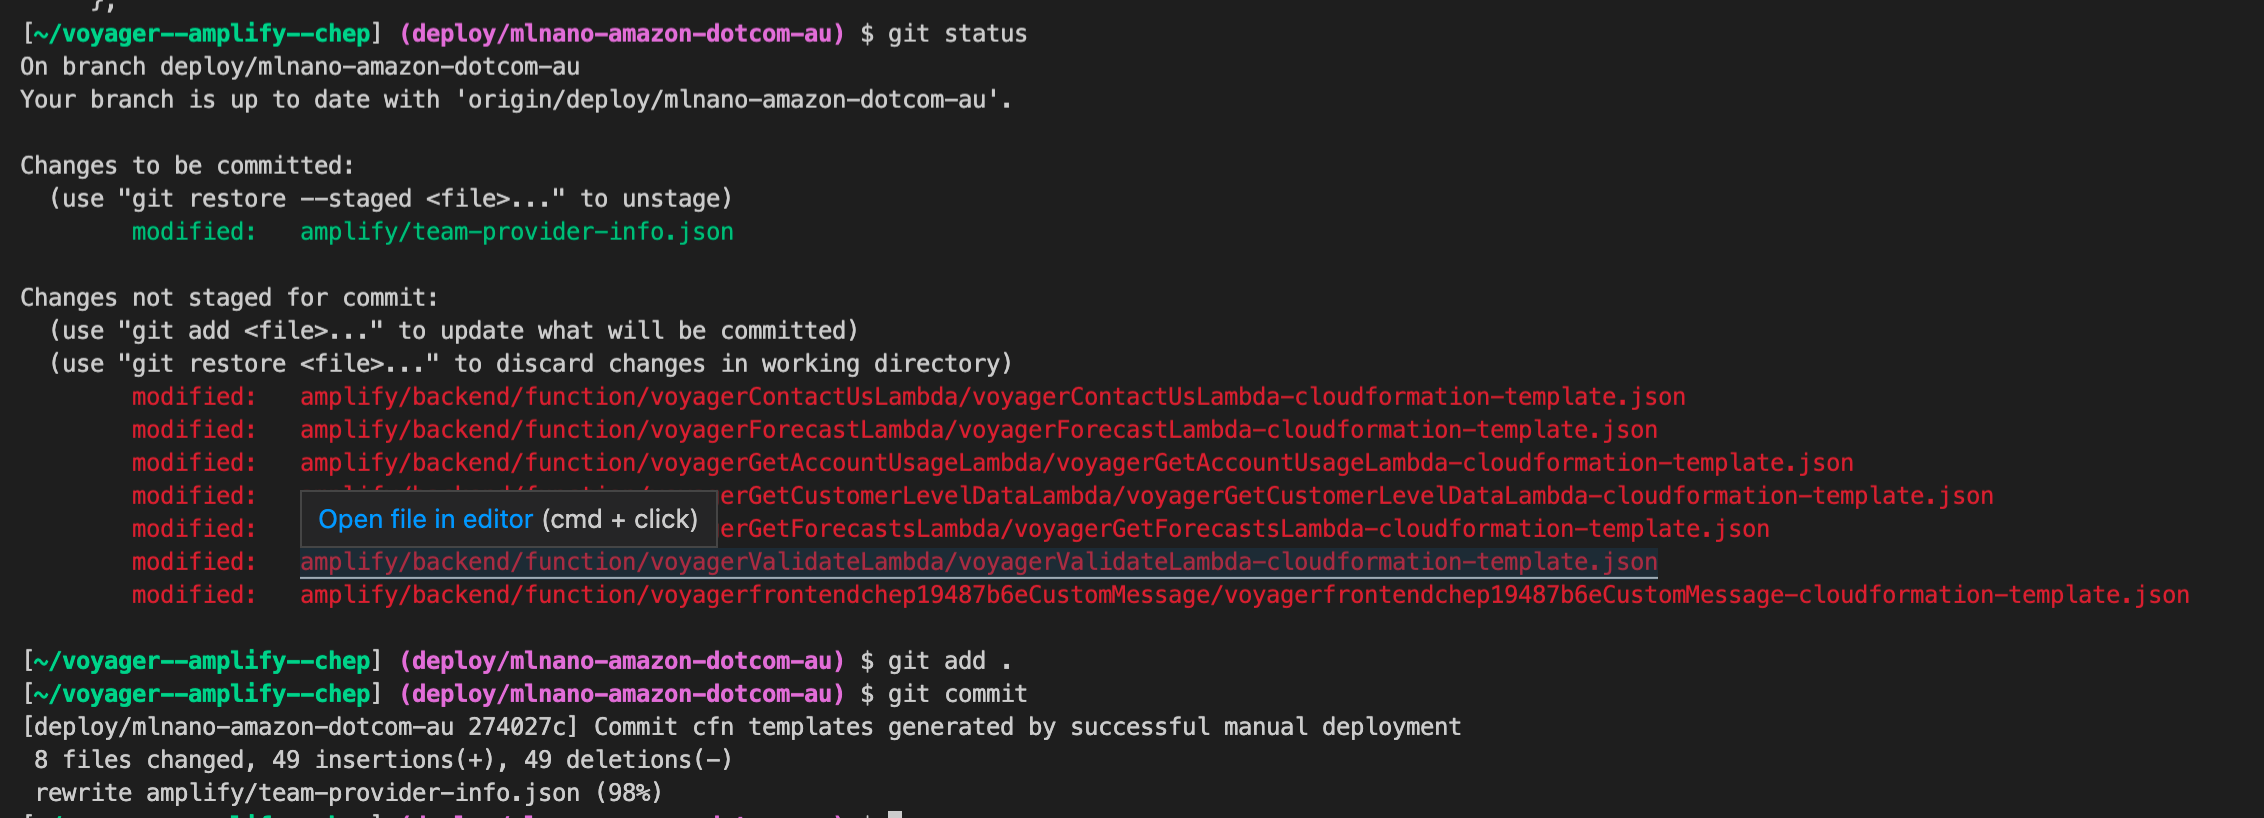 },
[~/voyager--amplify--chep] (deploy/mlnano-amazon-dotcom-au) $ git status
On branch deploy/mlnano-amazon-dotcom-au
Your branch is up to date with 'origin/deploy/mlnano-amazon-dotcom-au'.
Changes to be committed:
(use "git restore --staged <file>..." to unstage)
modified: amplify/team-provider-info.json
Changes not staged for commit:
(use "git add <file>..." to update what will be committed)
(use "git restore <file>..." to discard changes in working directory)
modified: amplify/backend/function/voyagerContactUsLambda/voyagerContactUsLambda-cloudformation-template.json
modified: amplify/backend/function/voyagerForecastLambda/voyagerForecastLambda-cloudformation-template.json
modified: amplify/backend/function/voyagerGetAccountUsageLambda/voyagerGetAccountUsageLambda-cloudformation-template.json
modified: erGetCustomerLevelDataLambda/voyagerGetCustomerLevelDataLambda-cloudformation-template.json
Open file in editor (cmd + click)
modified: erGetForecastsLambda/voyagerGetForecastsLambda-cloudformation-template.json
modified: amplify/backend/function/voyagerValidateLambda/voyagerValidateLambda-cloudformation-template.json
modified: amplify/backend/function/voyagerfrontendchep19487b6eCustomMessage/voyagerfrontendchep19487b6eCustomMessage-cloudformation-template.json
[~/voyager--amplify--chep] (deploy/mlnano-amazon-dotcom-au) $ git add .
[~/voyager--amplify--chep] (deploy/mlnano-amazon-dotcom-au) $ git commit
[deploy/mlnano-amazon-dotcom-au 274027c] Commit cfn templates generated by successful manual deployment
8 files changed, 49 insertions(+), 49 deletions(-)
rewrite amplify/team-provider-info.json (98%)